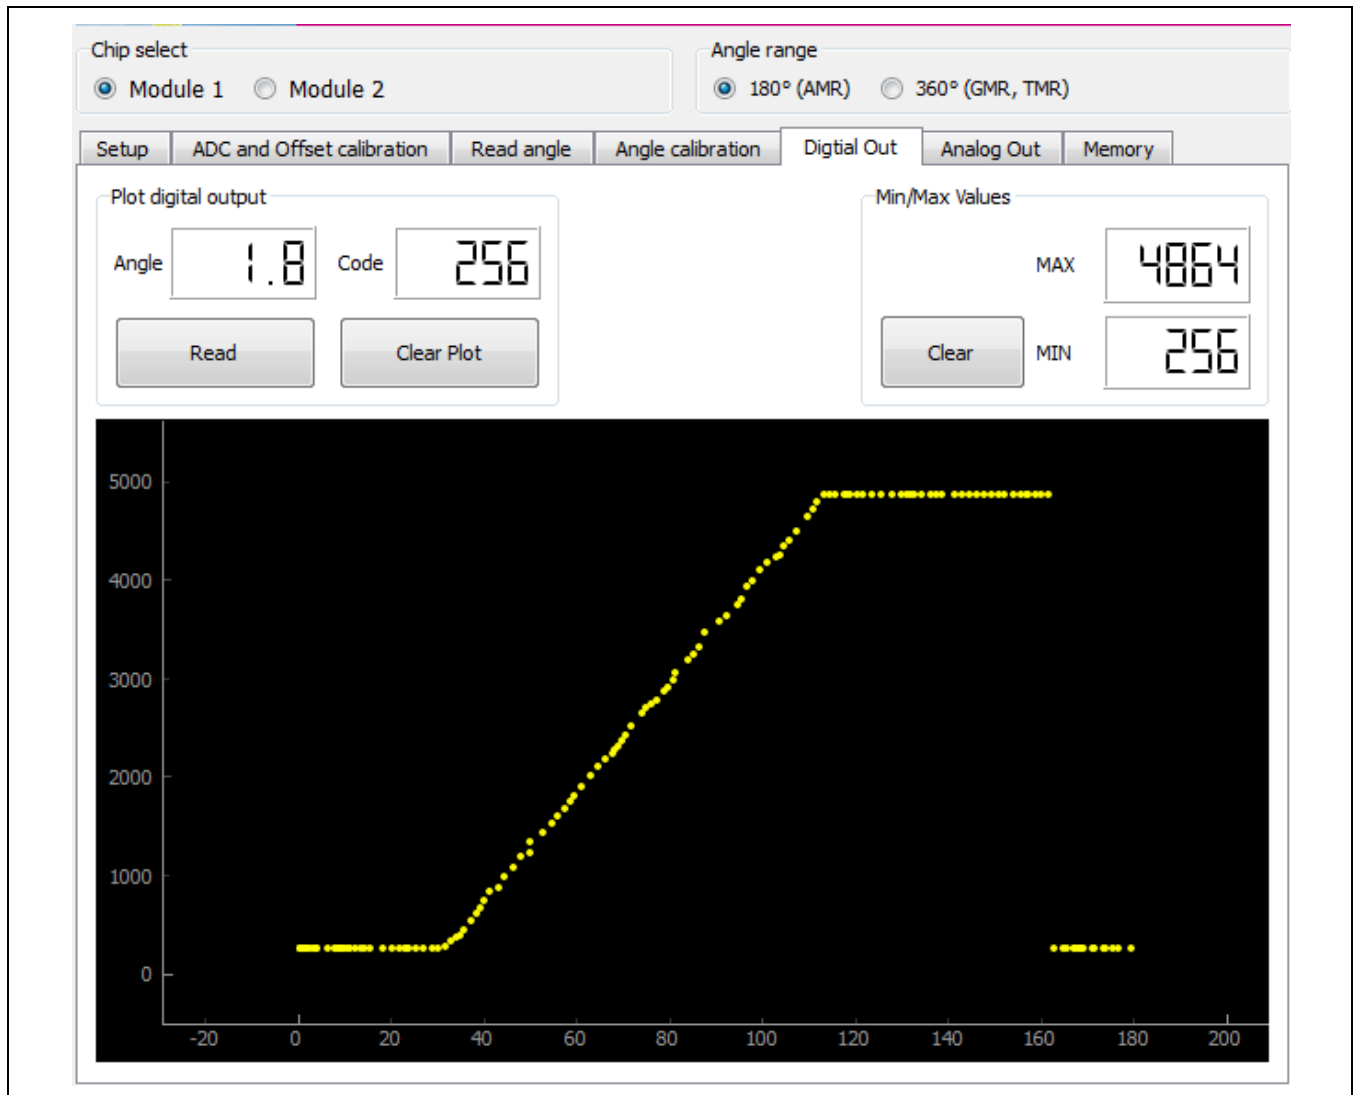 Chip select
Angle range
Module 1 Module 2
180° (AMR) 360° (GMR, TMR)
Setup ADC and Offset calibration Read angle Angle calibration Digtial Out Analog Out Memory
Plot digital output
Min/Max Values
Angle 1.8 Code 256
MAX 4864
Read Clear Plot
Clear MIN 256
5000
4000
3000
2000
1000
0
-20 0 20 40 60 80 100 120 140 160 180 200